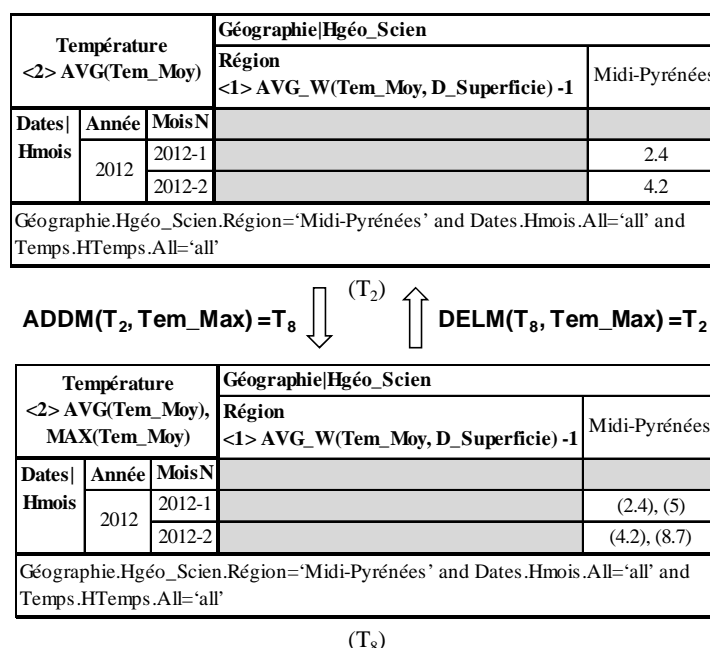 Température
<2> AVG(Tem_Moy)
Géographie|Hgéo_Scien
Région
<1> AVG_W(Tem_Moy, D_Superficie) -1
Midi-Pyrénées
Dates|
Hmois
Année
MoisN
2012
2012-1
2.4
2012-2
4.2
Géographie.Hgéo_Scien.Région=‘Midi-Pyrénées’ and Dates.Hmois.All=‘all’ and
Temps.HTemps.All=‘all’
(T2)
ADDM(T2, Tem_Max) =T8
DELM(T8, Tem_Max) =T2
Température
<2> AVG(Tem_Moy),
MAX(Tem_Moy)
Géographie|Hgéo_Scien
Région
<1> AVG_W(Tem_Moy, D_Superficie) -1
Midi-Pyrénées
Dates|
Hmois
Année
MoisN
2012
2012-1
(2.4), (5)
2012-2
(4.2), (8.7)
Géographie.Hgéo_Scien.Région=‘Midi-Pyrénées’ and Dates.Hmois.All=‘all’ and
Temps.HTemps.All=‘all’
(T8)